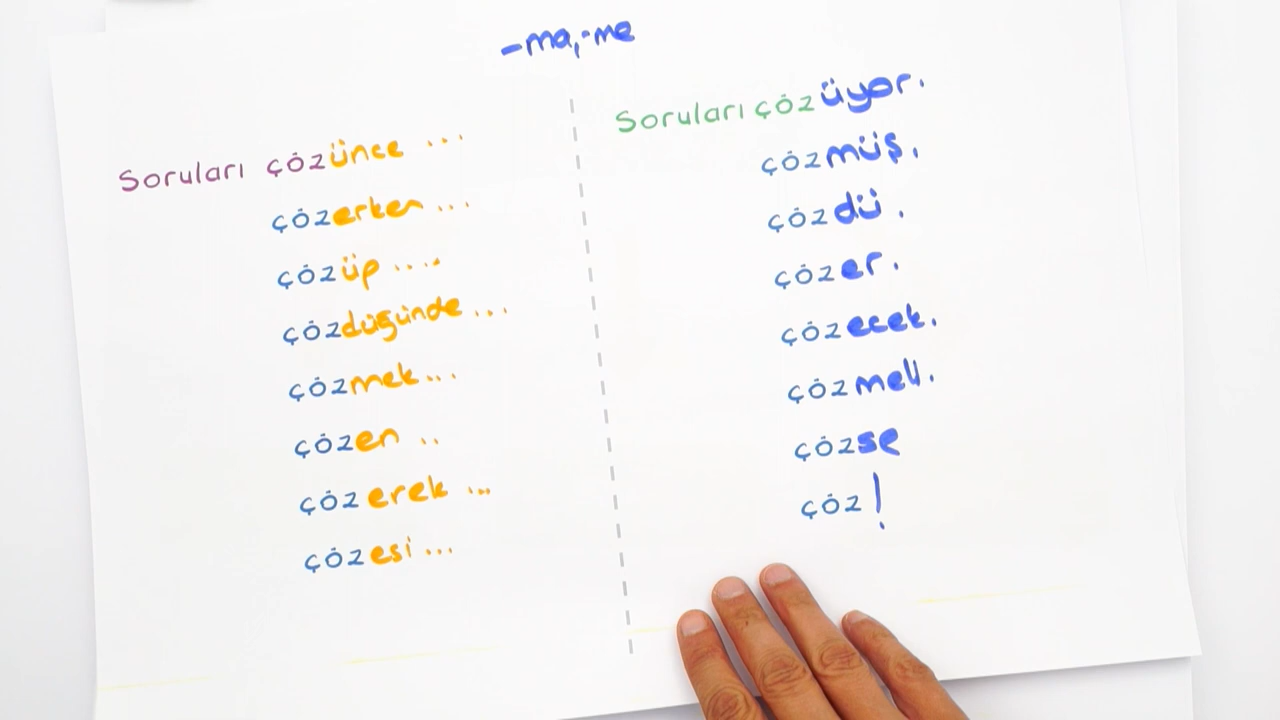 -ma,-me
Soruları çözünce ...
çözerken ...
çözüp ....
çözdüğünde ...
çözmek...
çözen ..
çözerek ...
çözesi ...
Soruları çözüyor.
çözmüş.
çözdü.
çözer.
çözecek.
çözmeli.
çözse
çöz!